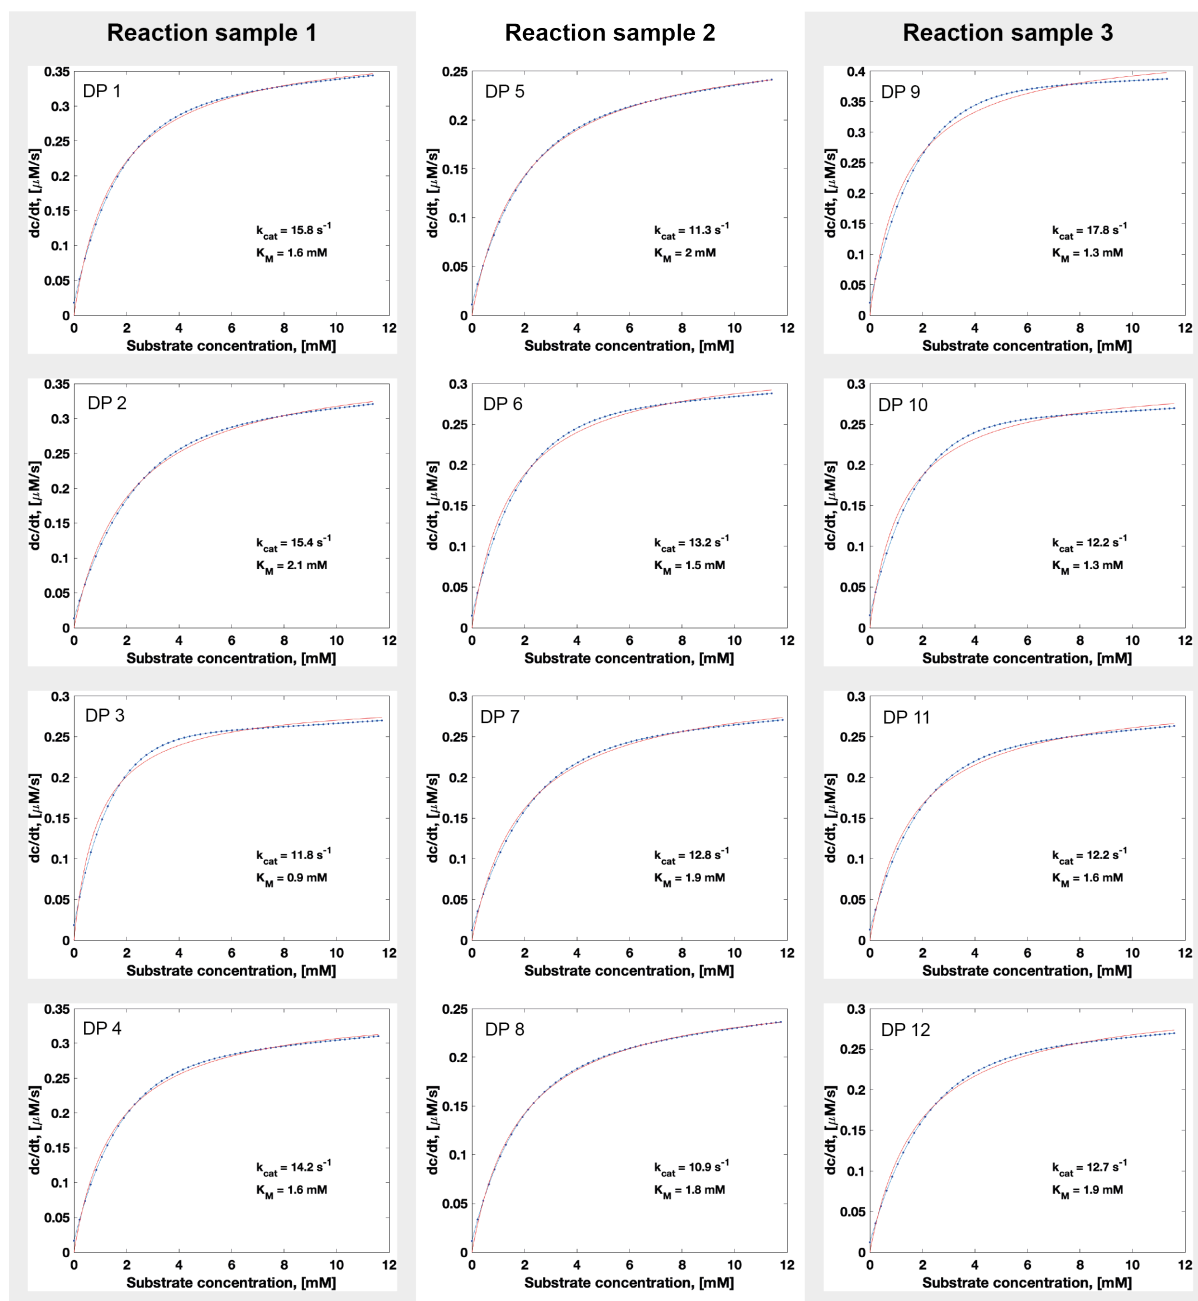 Reaction sample 1
Reaction sample 2
Reaction sample 3
DP 1
dc/dt, [μM/s]
0.35
0.3
0.25
0.2
0.15
0.1
0.05
0
k_cat = 15.8 s⁻¹
K_M = 1.6 mM
0 2 4 6 8 10 12
Substrate concentration, [mM]
DP 5
dc/dt, [μM/s]
0.25
0.2
0.15
0.1
0.05
0
k_cat = 11.3 s⁻¹
K_M = 2 mM
0 2 4 6 8 10 12
Substrate concentration, [mM]
DP 9
dc/dt, [μM/s]
0.4
0.35
0.3
0.25
0.2
0.15
0.1
0.05
0
k_cat = 17.8 s⁻¹
K_M = 1.3 mM
0 2 4 6 8 10 12
Substrate concentration, [mM]
DP 2
dc/dt, [μM/s]
0.35
0.3
0.25
0.2
0.15
0.1
0.05
0
k_cat = 15.4 s⁻¹
K_M = 2.1 mM
0 2 4 6 8 10 12
Substrate concentration, [mM]
DP 6
dc/dt, [μM/s]
0.3
0.25
0.2
0.15
0.1
0.05
0
k_cat = 13.2 s⁻¹
K_M = 1.5 mM
0 2 4 6 8 10 12
Substrate concentration, [mM]
DP 10
dc/dt, [μM/s]
0.3
0.25
0.2
0.15
0.1
0.05
0
k_cat = 12.2 s⁻¹
K_M = 1.3 mM
0 2 4 6 8 10 12
Substrate concentration, [mM]
DP 3
dc/dt, [μM/s]
0.3
0.25
0.2
0.15
0.1
0.05
0
k_cat = 11.8 s⁻¹
K_M = 0.9 mM
0 2 4 6 8 10 12
Substrate concentration, [mM]
DP 7
dc/dt, [μM/s]
0.3
0.25
0.2
0.15
0.1
0.05
0
k_cat = 12.8 s⁻¹
K_M = 1.9 mM
0 2 4 6 8 10 12
Substrate concentration, [mM]
DP 11
dc/dt, [μM/s]
0.3
0.25
0.2
0.15
0.1
0.05
0
k_cat = 12.2 s⁻¹
K_M = 1.6 mM
0 2 4 6 8 10 12
Substrate concentration, [mM]
DP 4
dc/dt, [μM/s]
0.35
0.3
0.25
0.2
0.15
0.1
0.05
0
k_cat = 14.2 s⁻¹
K_M = 1.6 mM
0 2 4 6 8 10 12
Substrate concentration, [mM]
DP 8
dc/dt, [μM/s]
0.25
0.2
0.15
0.1
0.05
0
k_cat = 10.9 s⁻¹
K_M = 1.8 mM
0 2 4 6 8 10 12
Substrate concentration, [mM]
DP 12
dc/dt, [μM/s]
0.3
0.25
0.2
0.15
0.1
0.05
0
k_cat = 12.7 s⁻¹
K_M = 1.9 mM
0 2 4 6 8 10 12
Substrate concentration, [mM]